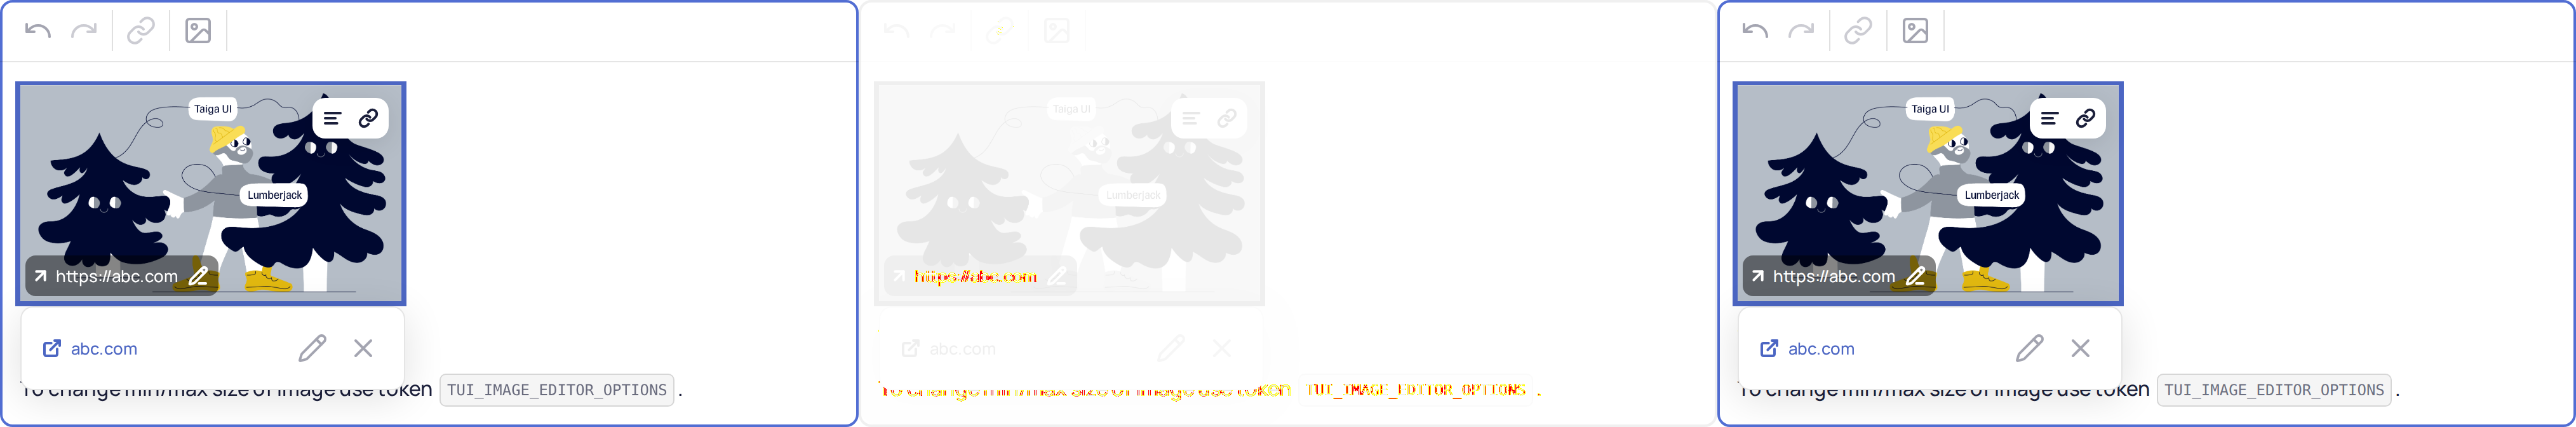 Taiga UI
Lumberjack
https://abc.com
abc.com
To change min/max size of image use token TUI_IMAGE_EDITOR_OPTIONS .
Taiga UI
Lumberjack
https://abc.com
abc.com
To change min/max size of image use token TUI_IMAGE_EDITOR_OPTIONS .
Taiga UI
Lumberjack
https://abc.com
abc.com
To change min/max size of image use token TUI_IMAGE_EDITOR_OPTIONS .